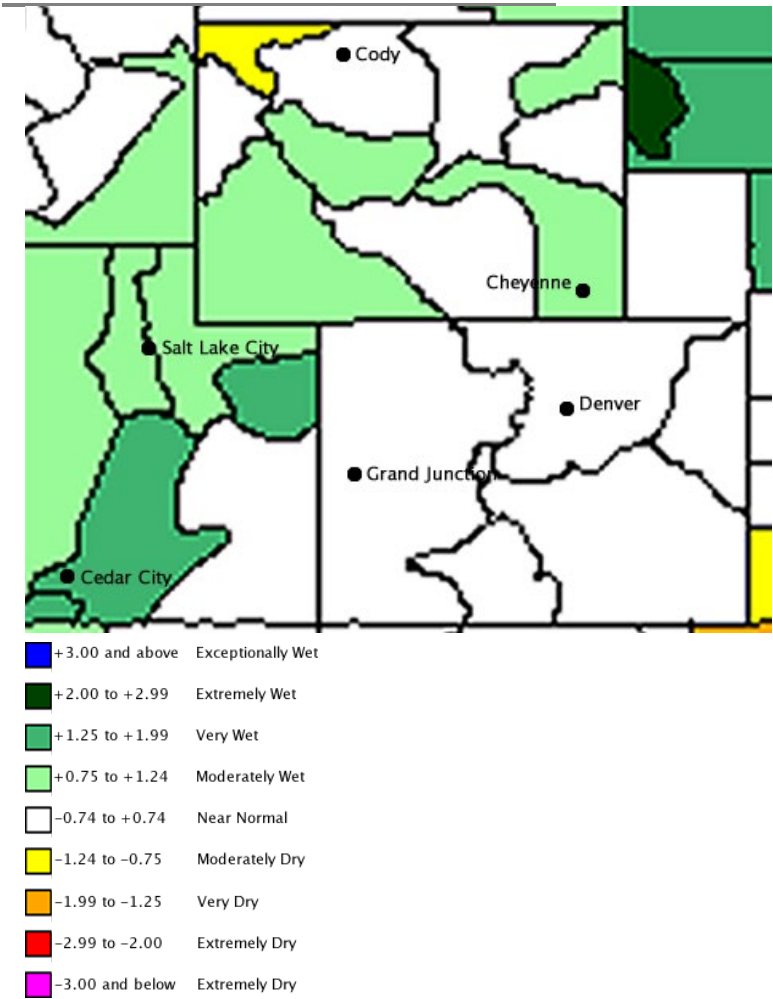 Cody
Cheyenne
Salt Lake City
Denver
Grand Junction
Cedar City
+3.00 and above Exceptionally Wet
+2.00 to +2.99 Extremely Wet
+1.25 to +1.99 Very Wet
+0.75 to +1.24 Moderately Wet
-0.74 to +0.74 Near Normal
-1.24 to -0.75 Moderately Dry
-1.99 to -1.25 Very Dry
-2.99 to -2.00 Extremely Dry
-3.00 and below Extremely Dry